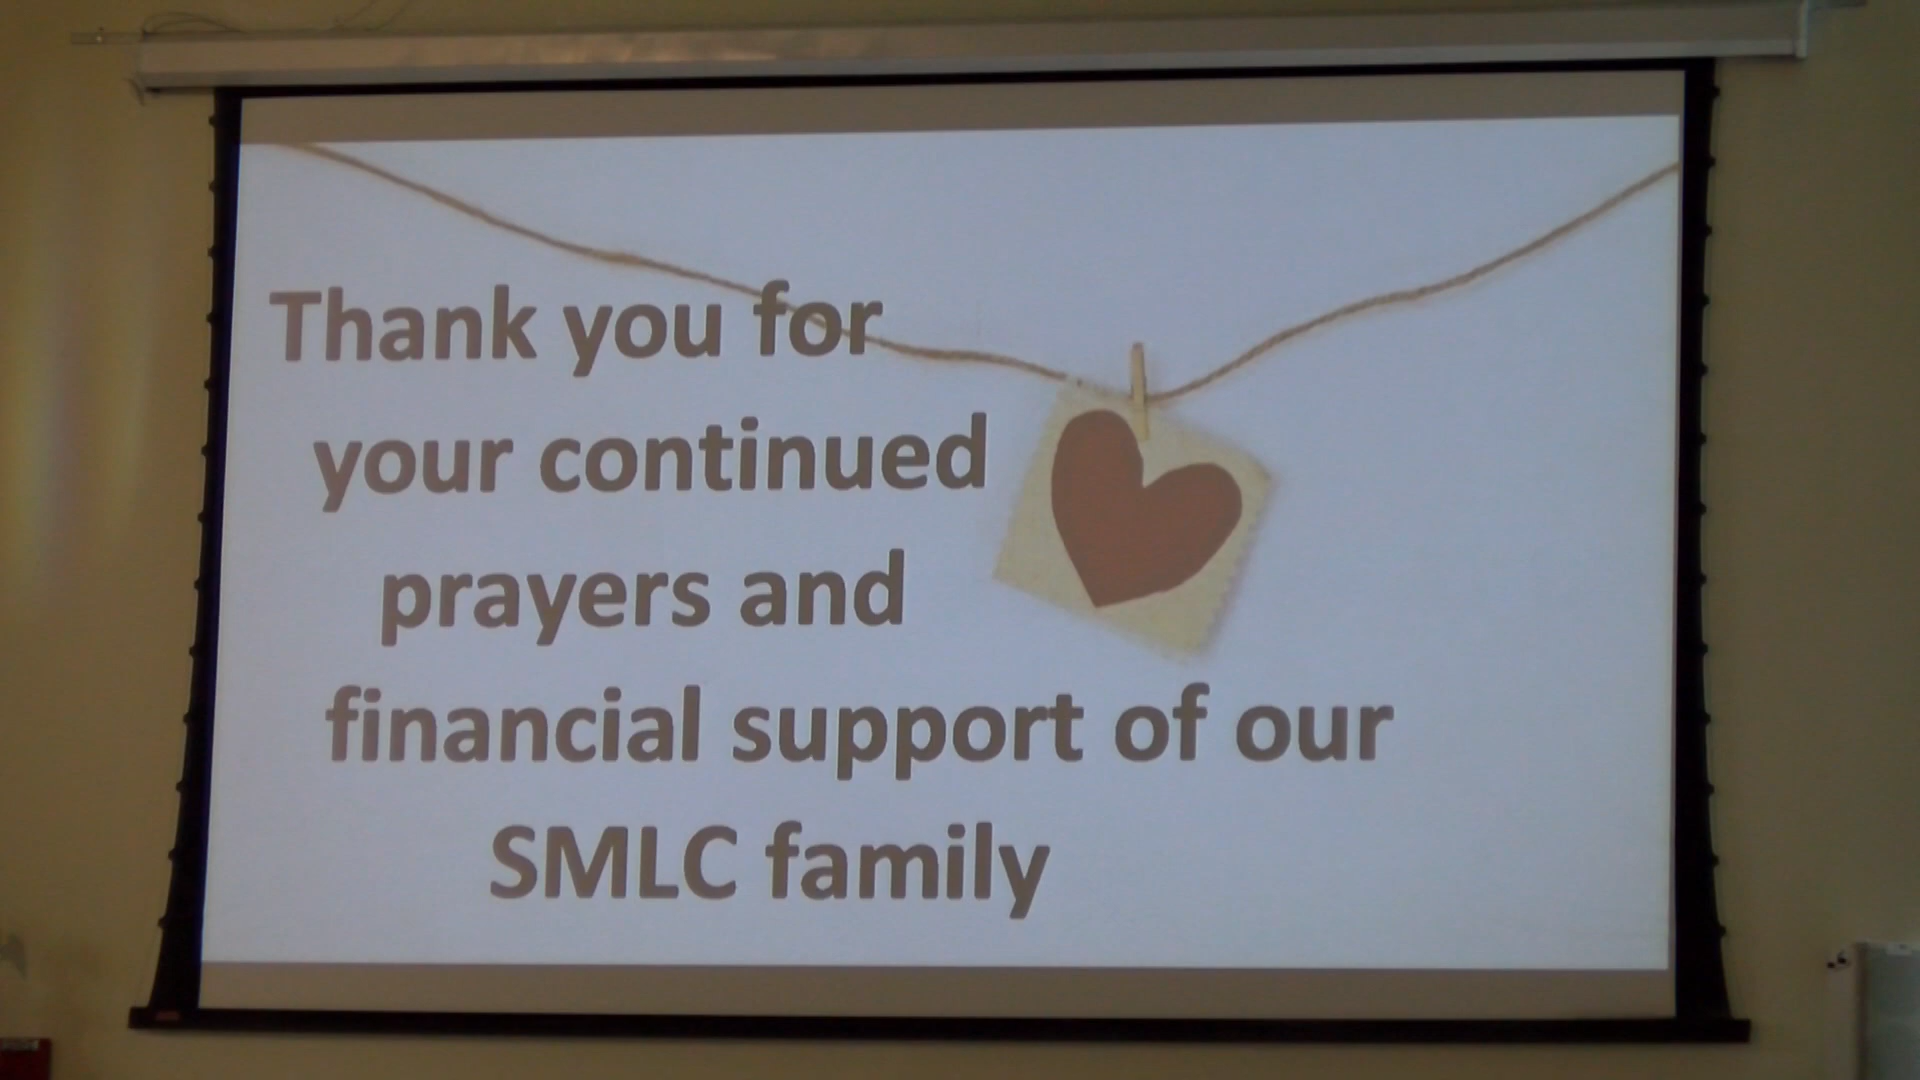 Thank you for
your continued
prayers and
financial support of our
SMLC family